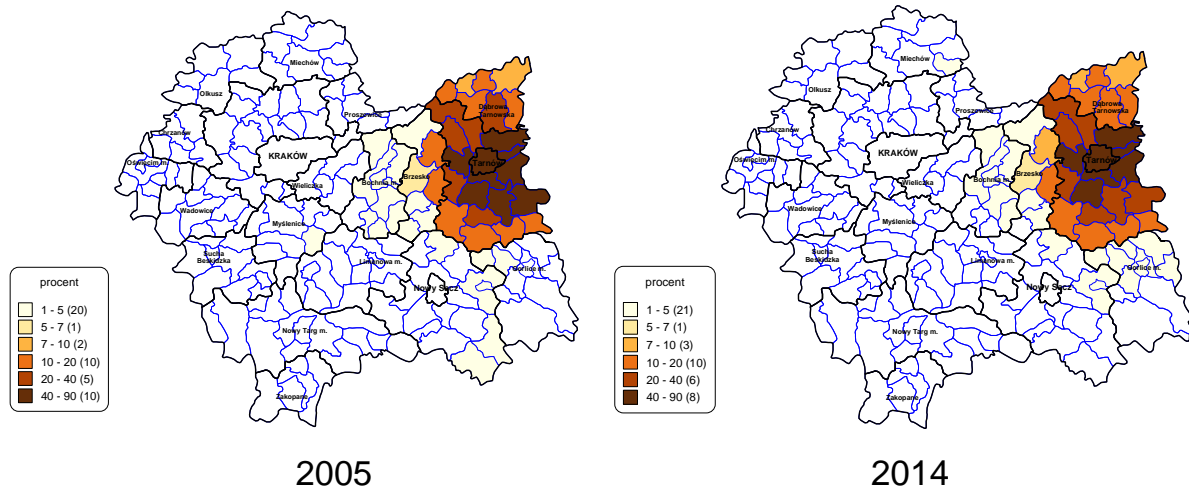 Miechów
Olkusz
Proszowice
Dąbrowa
Tarnowska
Chrzanów
Oświęcim m.
KRAKÓW
Tarnów
Wieliczka
Bochnia m.
Brzesko
Wadowice
Myślenice
Sucha
Beskidzka
Limanowa m.
Gorlice m.
Nowy Sącz
Nowy Targ m.
Zakopane
procent
1 - 5 (20)
5 - 7 (1)
7 - 10 (2)
10 - 20 (10)
20 - 40 (5)
40 - 90 (10)
2005
Miechów
Olkusz
Proszowice
Dąbrowa
Tarnowska
Chrzanów
Oświęcim m.
KRAKÓW
Tarnów
Wieliczka
Bochnia m.
Brzesko
Wadowice
Myślenice
Sucha
Beskidzka
Limanowa m.
Gorlice m.
Nowy Sącz
Nowy Targ m.
Zakopane
procent
1 - 5 (21)
5 - 7 (1)
7 - 10 (3)
10 - 20 (10)
20 - 40 (6)
40 - 90 (8)
2014